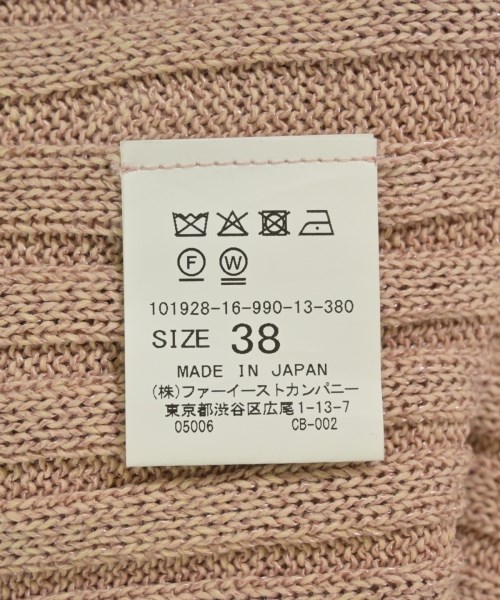 F W
101928-16-990-13-380
SIZE 38
MADE IN JAPAN
(株)ファーイーストカンパニー
東京都渋谷区広尾1-13-7
05006 CB-002